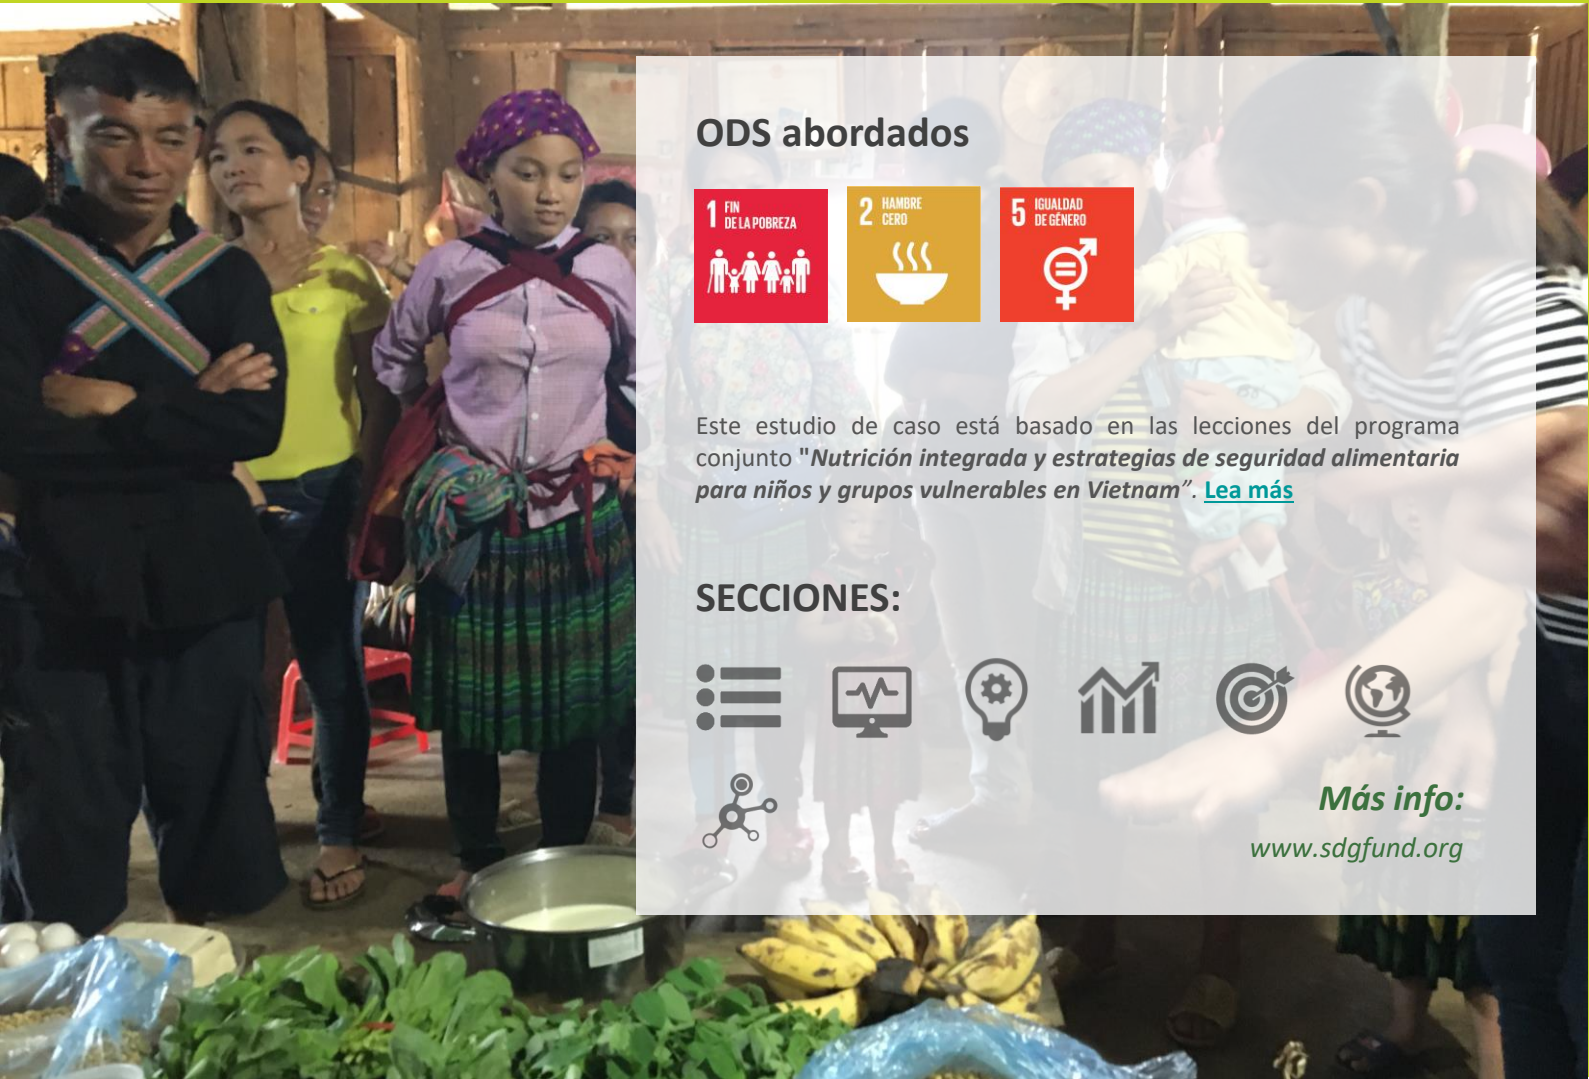 ODS abordados
1 FIN
DE LA POBREZA
2 HAMBRE
CERO
5 IGUALDAD
DE GÉNERO
Este estudio de caso está basado en las lecciones del programa
conjunto "Nutrición integrada y estrategias de seguridad alimentaria
para niños y grupos vulnerables en Vietnam”. Lea más
SECCIONES:
Más info:
www.sdgfund.org